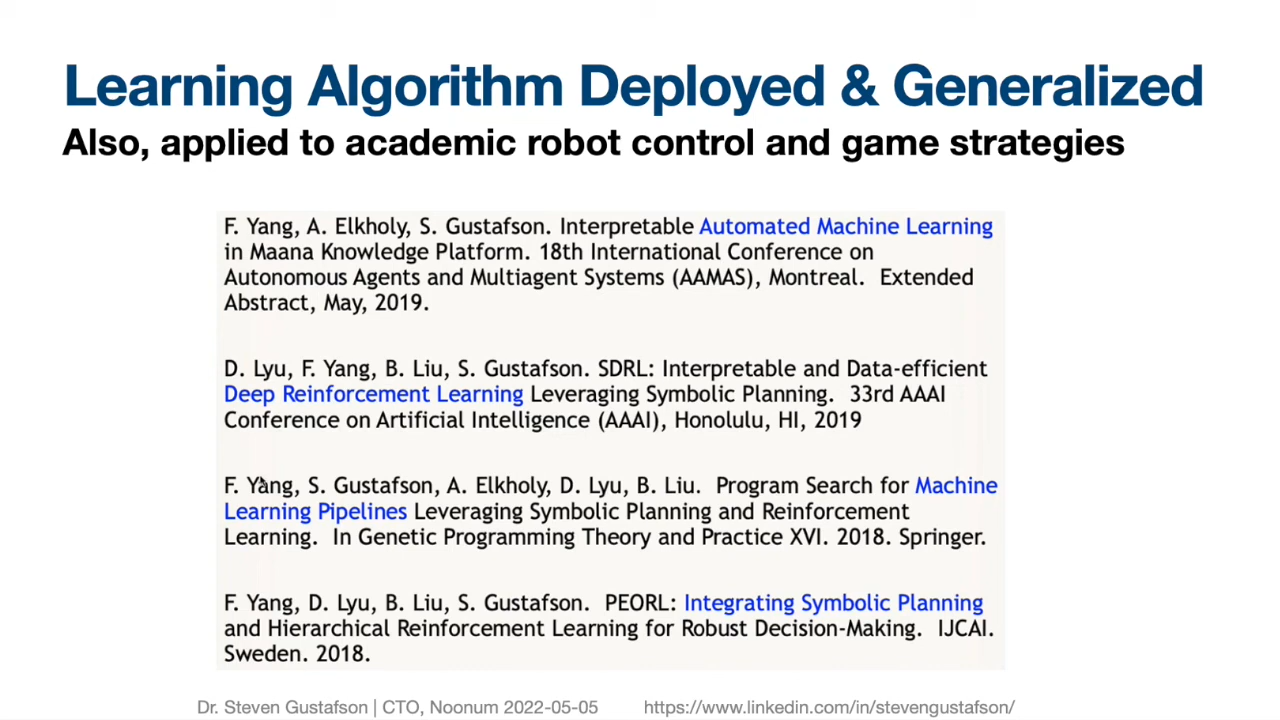 Learning Algorithm Deployed & Generalized
Also, applied to academic robot control and game strategies
F. Yang, A. Elkholy, S. Gustafson. Interpretable Automated Machine Learning
in Maana Knowledge Platform. 18th International Conference on
Autonomous Agents and Multiagent Systems (AAMAS), Montreal. Extended
Abstract, May, 2019.
D. Lyu, F. Yang, B. Liu, S. Gustafson. SDRL: Interpretable and Data-efficient
Deep Reinforcement Learning Leveraging Symbolic Planning. 33rd AAAI
Conference on Artificial Intelligence (AAAI), Honolulu, HI, 2019
F. Yang, S. Gustafson, A. Elkholy, D. Lyu, B. Liu. Program Search for Machine
Learning Pipelines Leveraging Symbolic Planning and Reinforcement
Learning. In Genetic Programming Theory and Practice XVI. 2018. Springer.
F. Yang, D. Lyu, B. Liu, S. Gustafson. PEORL: Integrating Symbolic Planning
and Hierarchical Reinforcement Learning for Robust Decision-Making. IJCAI.
Sweden. 2018.
Dr. Steven Gustafson | CTO, Noonum 2022-05-05 https://www.linkedin.com/in/stevengustafson/